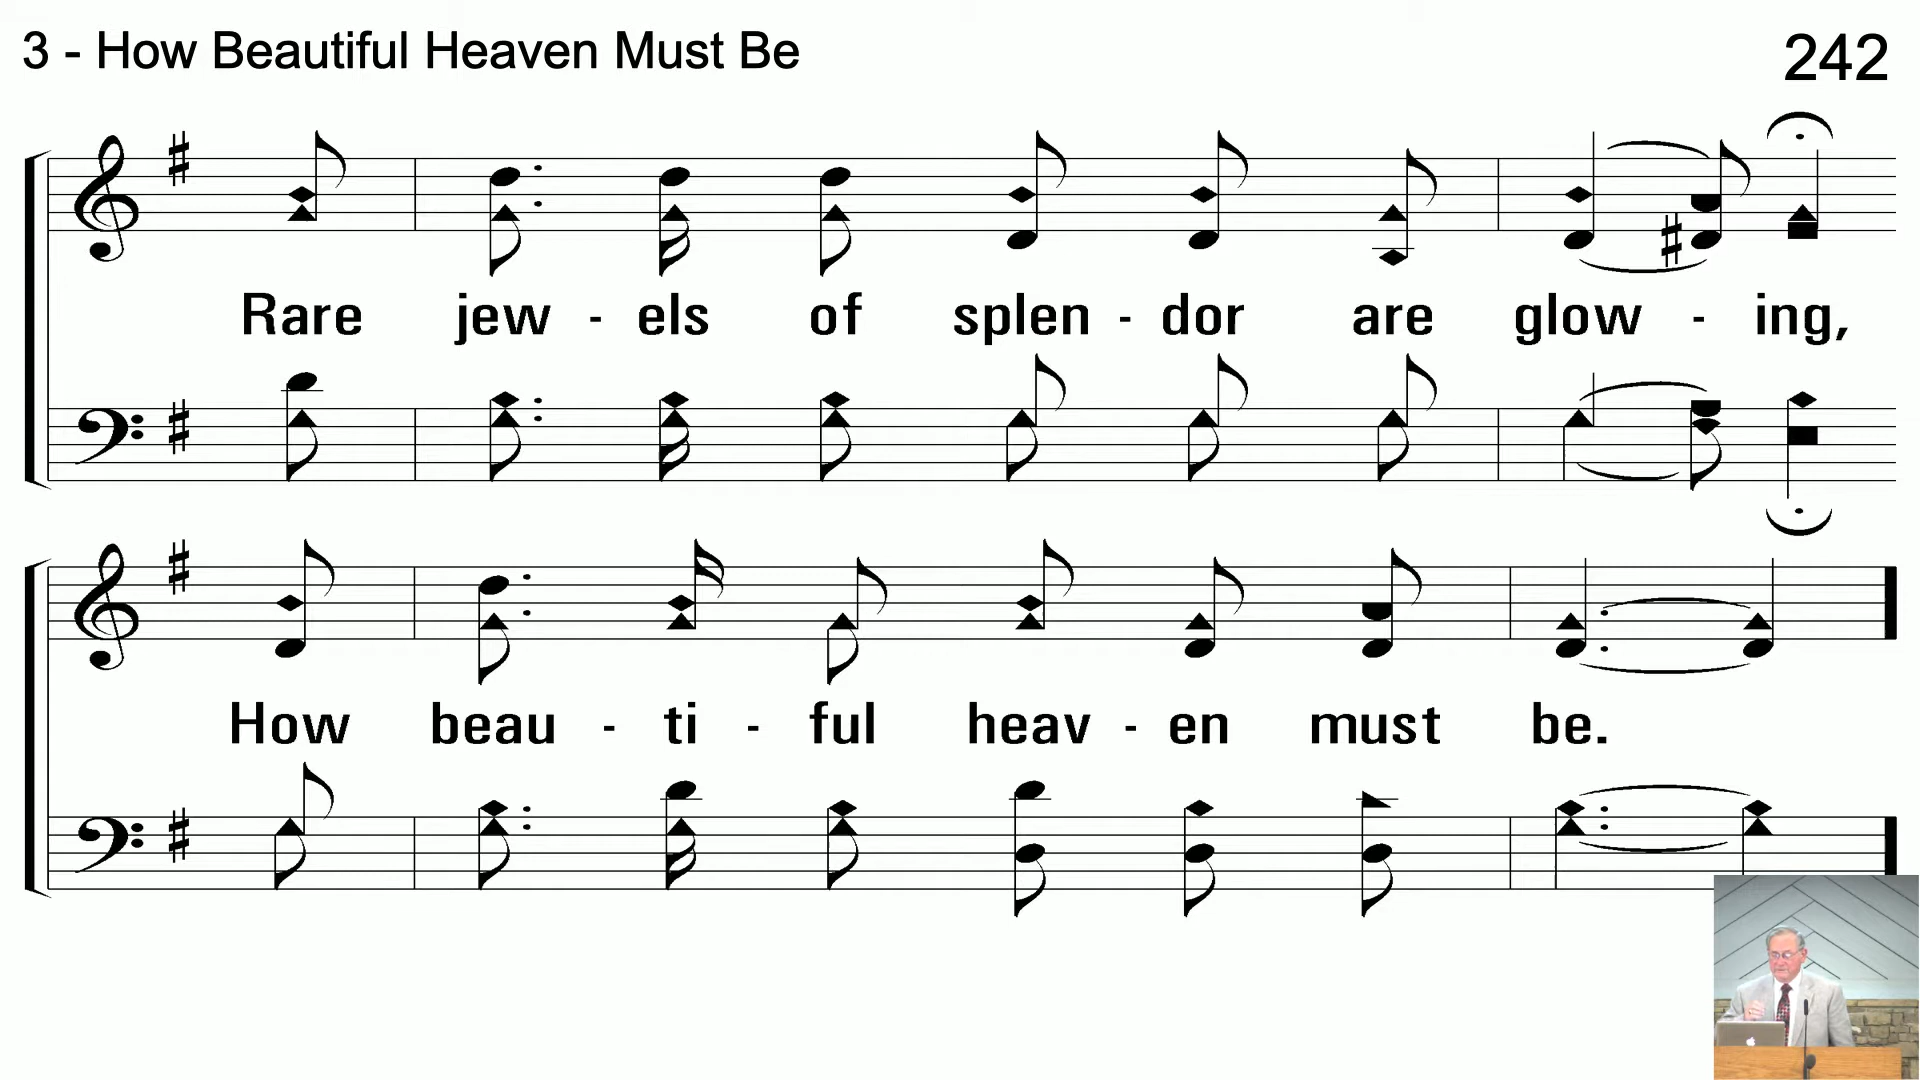 3 - How Beautiful Heaven Must Be
242
Rare jew - els of splen - dor are glow - ing,
How beau - ti - ful heav - en must be.